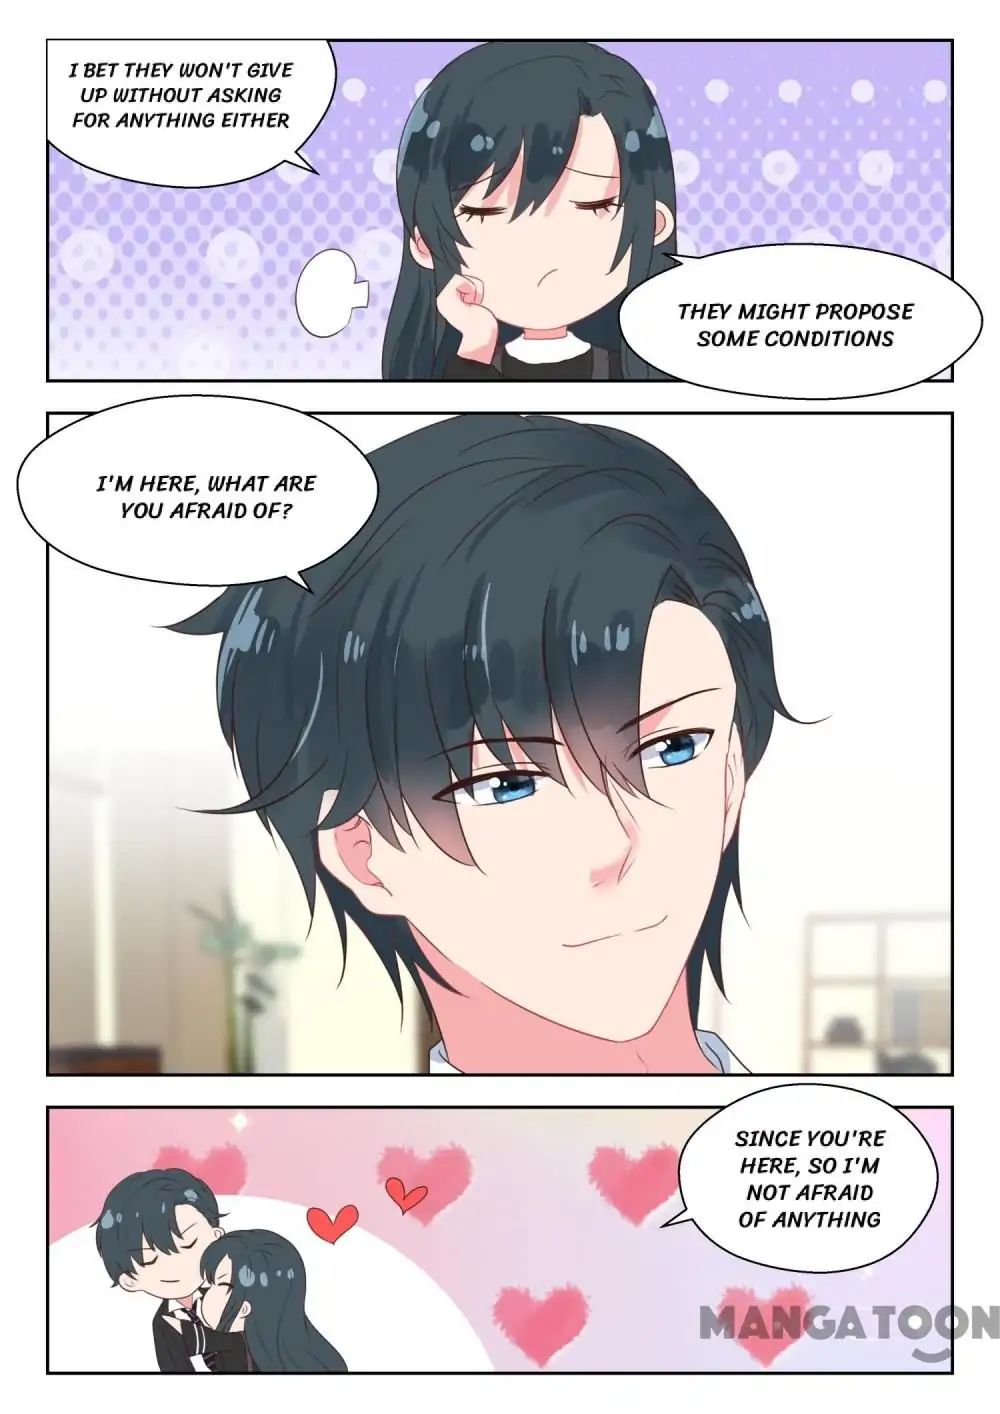 I BET THEY WON'T GIVE
UP WITHOUT ASKING
FOR ANYTHING EITHER
THEY MIGHT PROPOSE
SOME CONDITIONS
I'M HERE, WHAT ARE
YOU AFRAID OF?
SINCE YOU'RE
HERE, SO I'M
NOT AFRAID
OF ANYTHING
MANGATOON